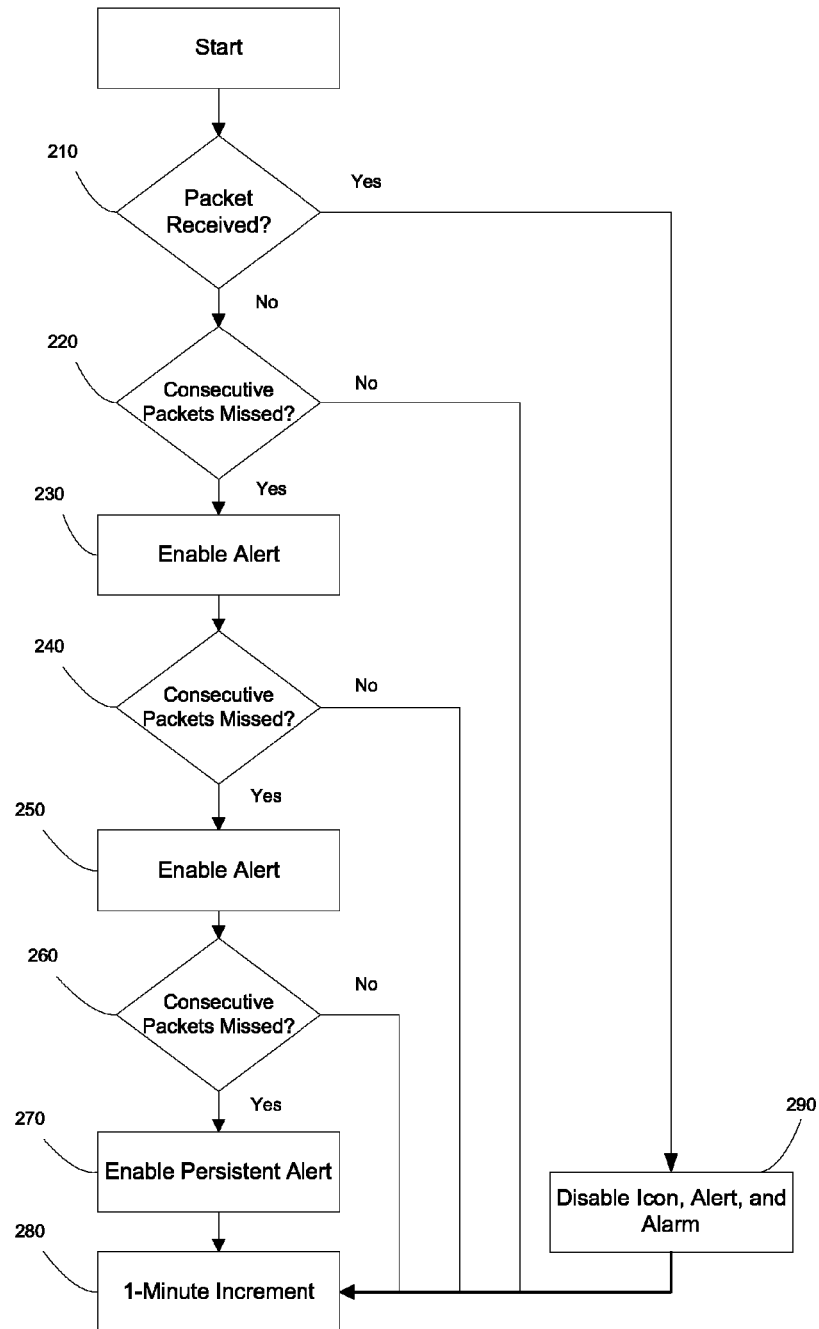 Start
210
Packet
Received?
Yes
No
220
Consecutive
Packets Missed?
No
Yes
230
Enable Alert
240
Consecutive
Packets Missed?
No
Yes
250
Enable Alert
260
Consecutive
Packets Missed?
No
Yes
270
Enable Persistent Alert
290
Disable Icon, Alert, and
Alarm
280
1-Minute Increment